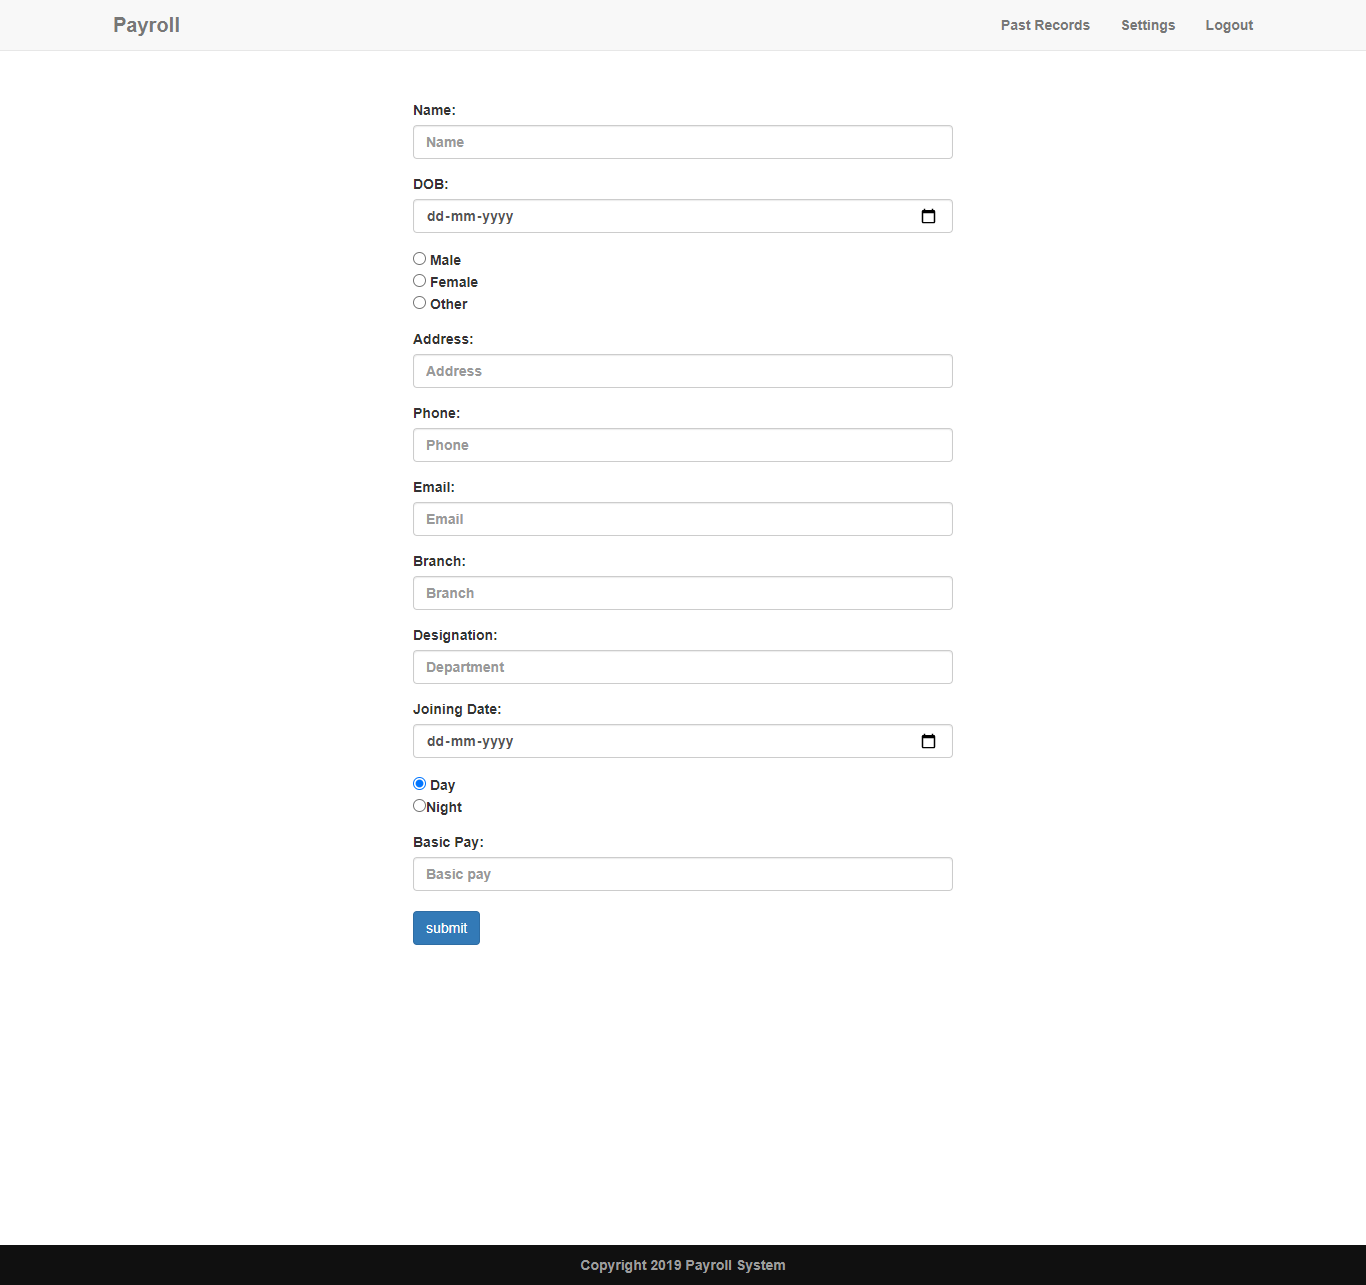 Payroll Past Records Settings Logout
Name:
Name
DOB:
dd-mm-yyyy
Male
Female
Other
Address:
Address
Phone:
Phone
Email:
Email
Branch:
Branch
Designation:
Department
Joining Date:
dd-mm-yyyy
Day
Night
Basic Pay:
Basic pay
submit
Copyright 2019 Payroll System